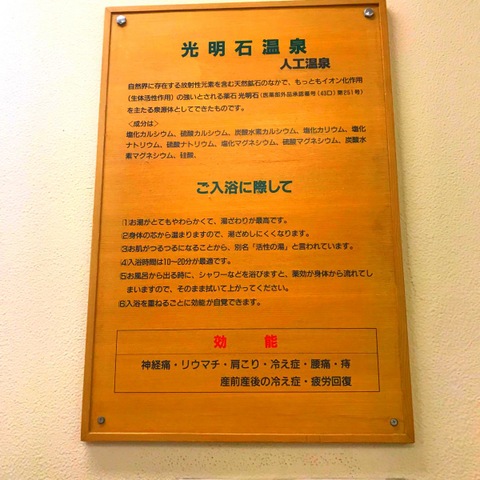 光明石温泉
人工温泉
自然界に存在する放射性元素を含む天然鉱石のなかで、もっともイオン化作用
(生体活性作用)の強いとされる薬石光明石(医薬部外品承認番号(49D)第251号)
を主たる泉源体としてできたものです。
<成分は>
塩化カルシウム、硫酸カルシウム、炭酸水素カルシウム、塩化カリウム、塩化
ナトリウム、硫酸ナトリウム、塩化マグネシウム、硫酸マグネシウム、炭酸水
素マグネシウム、硅酸、
ご入浴に際して
(1)お湯がとてもやわらかくて、湯ざわりが最高です。
(2)身体の芯から温まりますので、湯ざめしにくくなります。
(3)お肌がつるつるになることから、別名「活性の湯」と言われています。
(4)入浴時間は10〜20分が最適です。
(5)お風呂から出る時に、シャワーなどを浴びますと、薬効が身体から流れてし
まいますので、そのまま拭いて上がってください。
(6)入浴を重ねるごとに効能が自覚できます。
効 能
神経痛・リウマチ・肩こり・冷え症・腰痛・痔
産前産後の冷え症・疲労回復